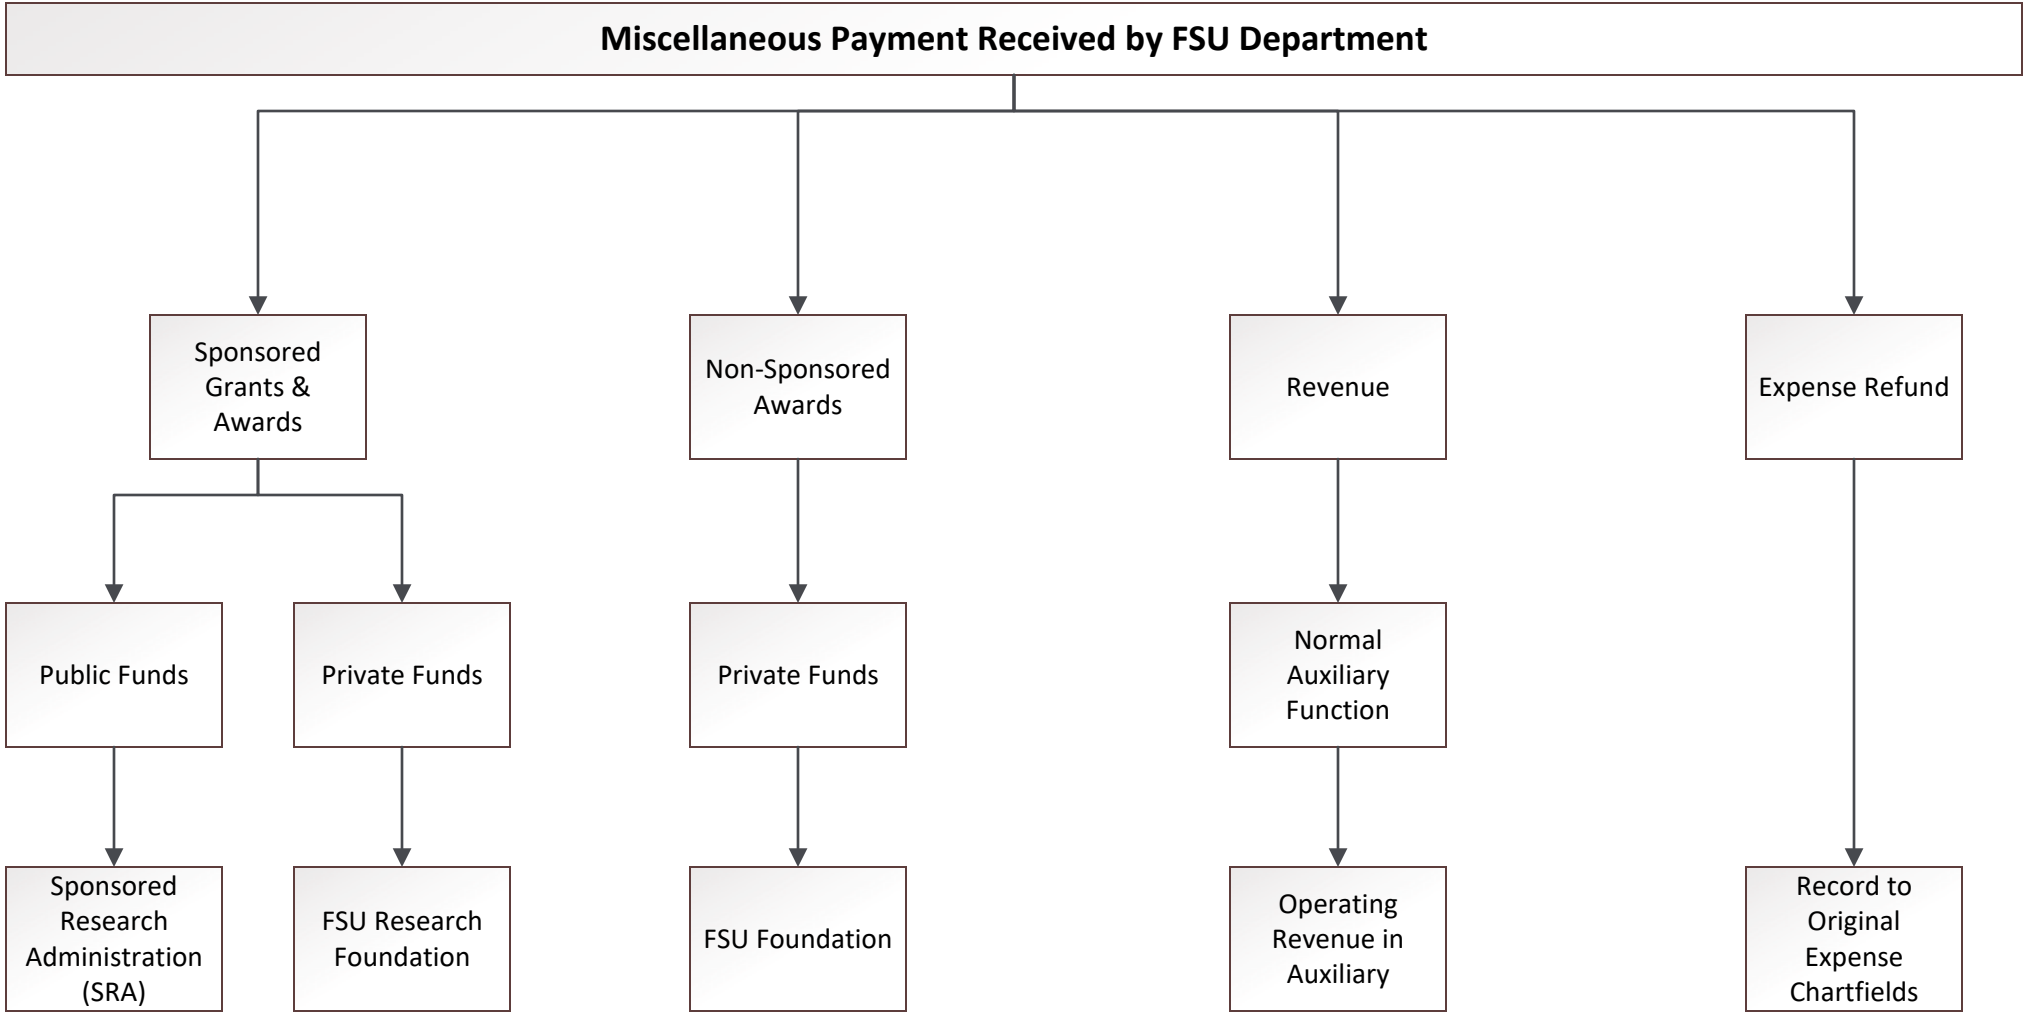 Miscellaneous Payment Received by FSU Department
Sponsored
Grants &
Awards
Non-Sponsored
Awards
Revenue
Expense Refund
Public Funds
Private Funds
Private Funds
Normal
Auxiliary
Function
Sponsored
Research
Administration
(SRA)
FSU Research
Foundation
FSU Foundation
Operating
Revenue in
Auxiliary
Record to
Original
Expense
Chartfields